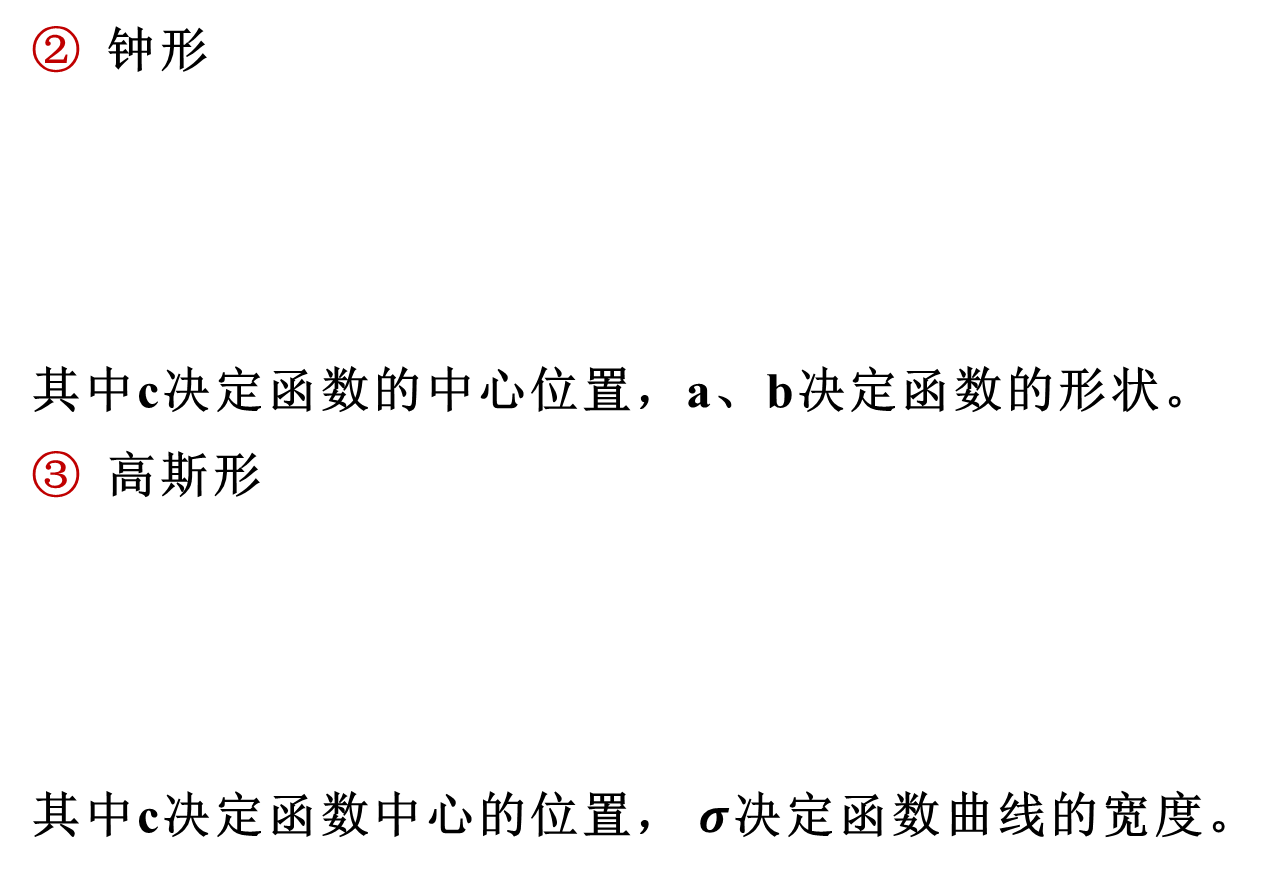 ② 钟形
其中c决定函数的中心位置，a、b决定函数的形状。
③ 高斯形
其中c决定函数中心的位置， σ决定函数曲线的宽度。